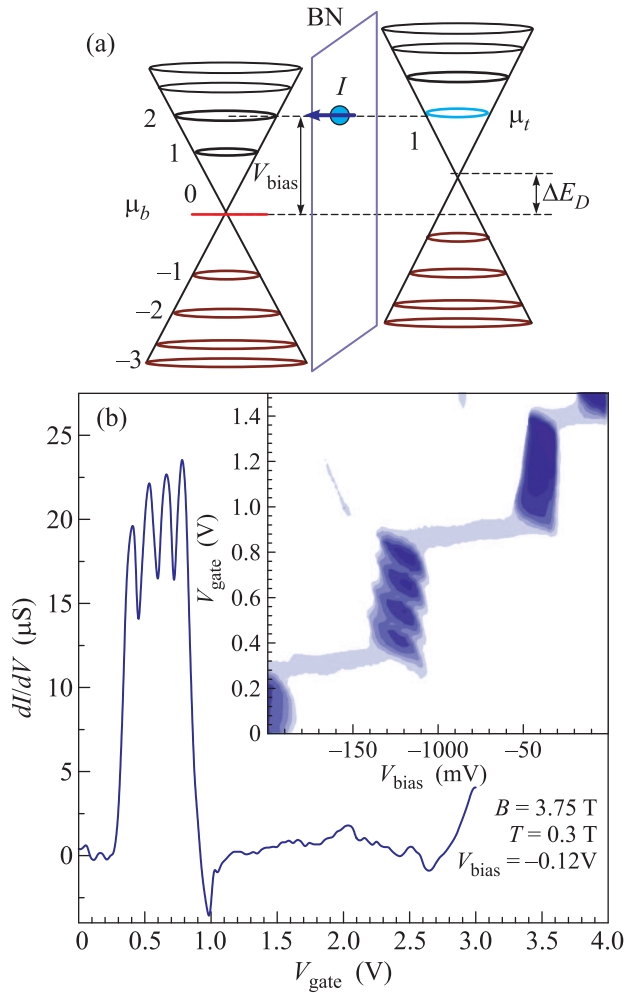 (a)
BN
2
I
1
1
μt
0
Vbias
μb
ΔE_D
−1
−2
−3
(b)
25
20
15
10
5
0
dI/dV (μS)
0
0.5
1.0
1.5
2.0
2.5
3.0
3.5
4.0
Vgate (V)
1.4
1.2
1.0
0.8
0.6
0.4
0.2
0
Vgate (V)
−150
−1000
−50
Vbias (mV)
B = 3.75 T
T = 0.3 T
Vbias = −0.12V